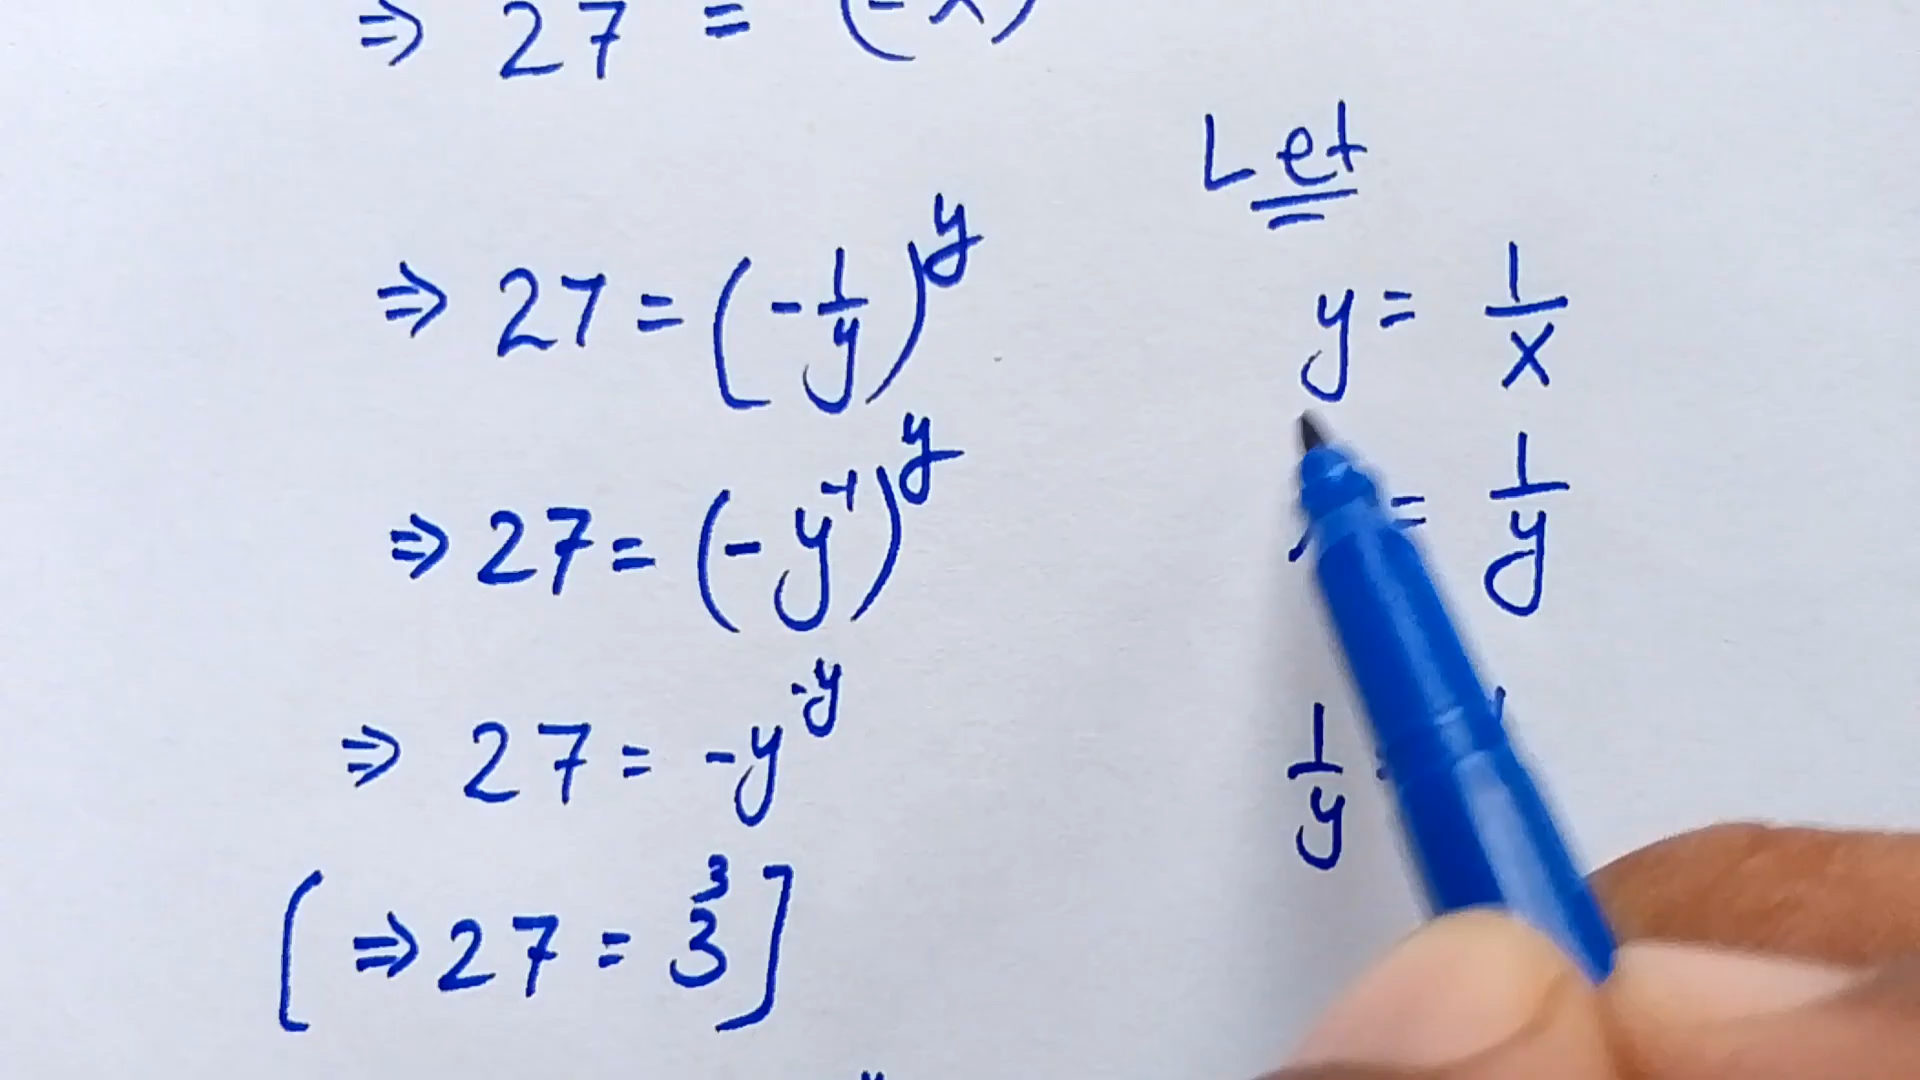 ⇒ 27 = (-x)
Let
⇒ 27 = (-1/y)^y
y = 1/x
⇒ 27 = (-y^-1)^y
= 1/y
⇒ 27 = -y^-y
1/y
[⇒ 27 = 3^3]